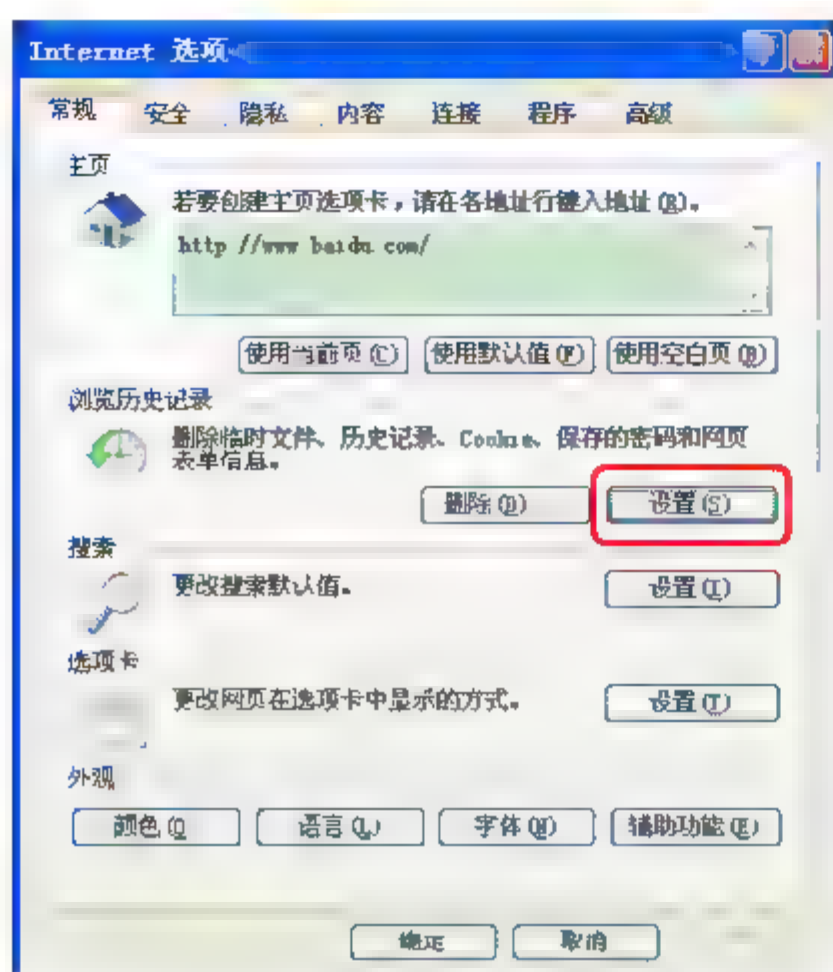 Internet 选项
常规 安全 隐私 内容 连接 程序 高级
主页
若要创建主页选项卡，请在各地址行键入地址(R)。
http //www baidu com/
使用当前页(C) 使用默认值(F) 使用空白页(B)
浏览历史记录
删除临时文件、历史记录、Cookie、保存的密码和网页
表单信息。
删除(D) 设置(S)
搜索
更改搜索默认值。
设置(I)
选项卡
更改网页在选项卡中显示的方式。
设置(T)
外观
颜色(O 语言(L) 字体(N) 辅助功能(E)
确定 取消